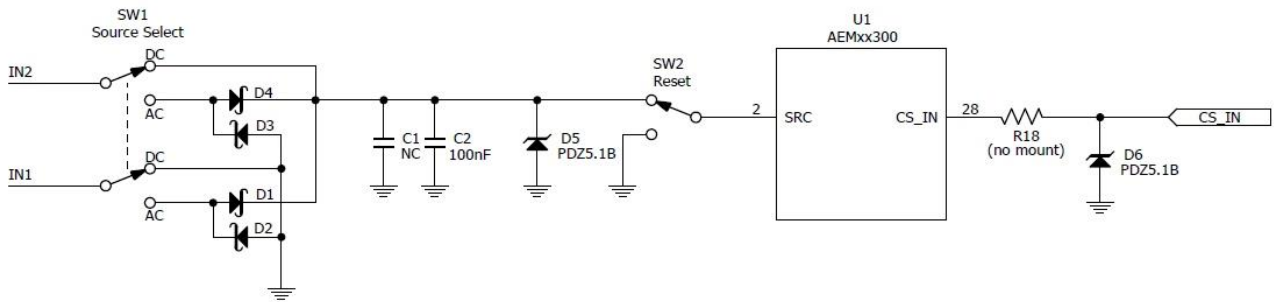 SW1
Source Select
IN2
DC
AC
D4
D3
IN1
DC
AC
D1
D2
C1
NC
C2
100nF
D5
PDZ5.1B
SW2
Reset
U1
AEMxx300
2
SRC
CS_IN
28
R18
(no mount)
D6
PDZ5.1B
CS_IN